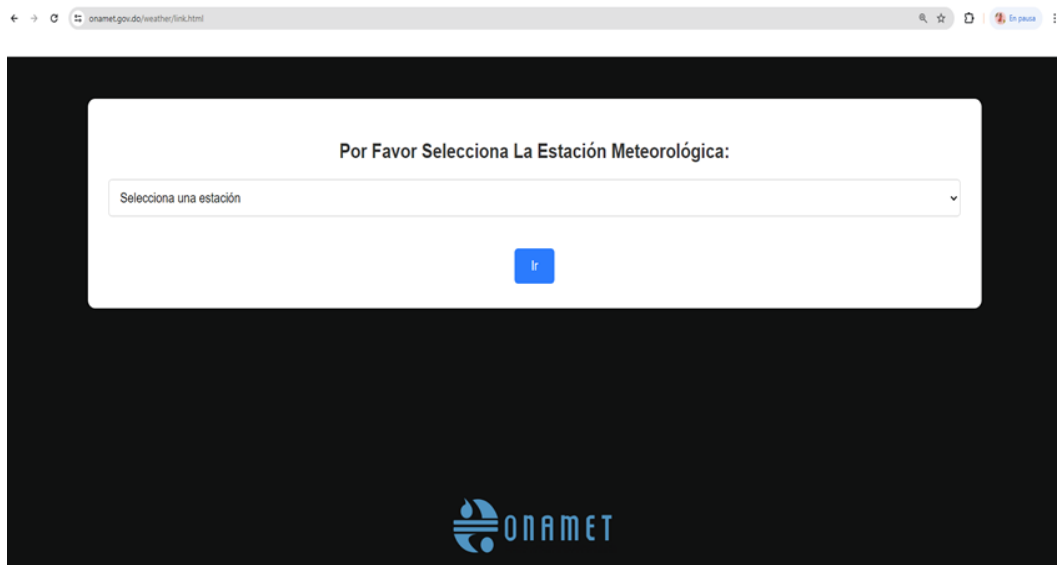 onamet.gov.do/weather/link.html
En pausa
Por Favor Selecciona La Estación Meteorológica:
Selecciona una estación
Ir
ONAMET